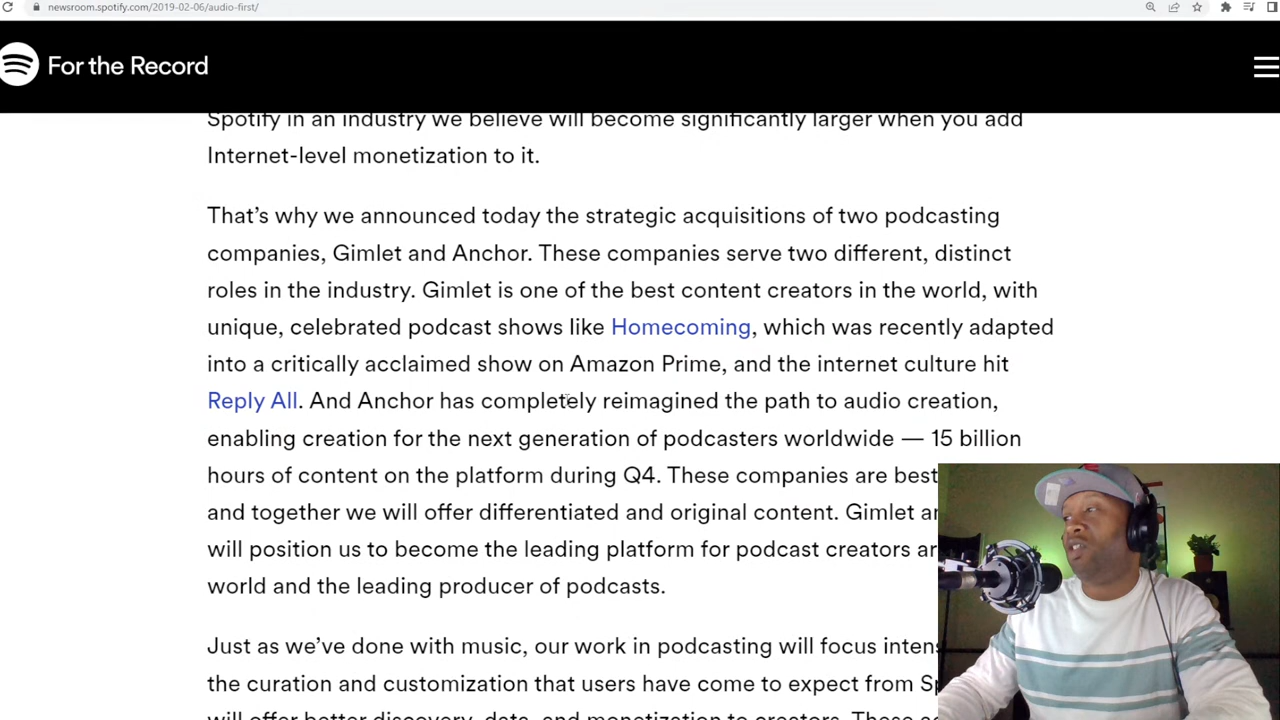 newsroom.spotify.com/2019-02-06/audio-first/
For the Record
Spotify in an industry we believe will become significantly larger when you add
Internet-level monetization to it.
That’s why we announced today the strategic acquisitions of two podcasting
companies, Gimlet and Anchor. These companies serve two different, distinct
roles in the industry. Gimlet is one of the best content creators in the world, with
unique, celebrated podcast shows like Homecoming, which was recently adapted
into a critically acclaimed show on Amazon Prime, and the internet culture hit
Reply All. And Anchor has completely reimagined the path to audio creation,
enabling creation for the next generation of podcasters worldwide — 15 billion
hours of content on the platform during Q4. These companies are best
and together we will offer differentiated and original content. Gimlet
will position us to become the leading platform for podcast creators
world and the leading producer of podcasts.
Just as we’ve done with music, our work in podcasting will focus
the curation and customization that users have come to expect from
will offer better discovery, data, and monetization to creators. These